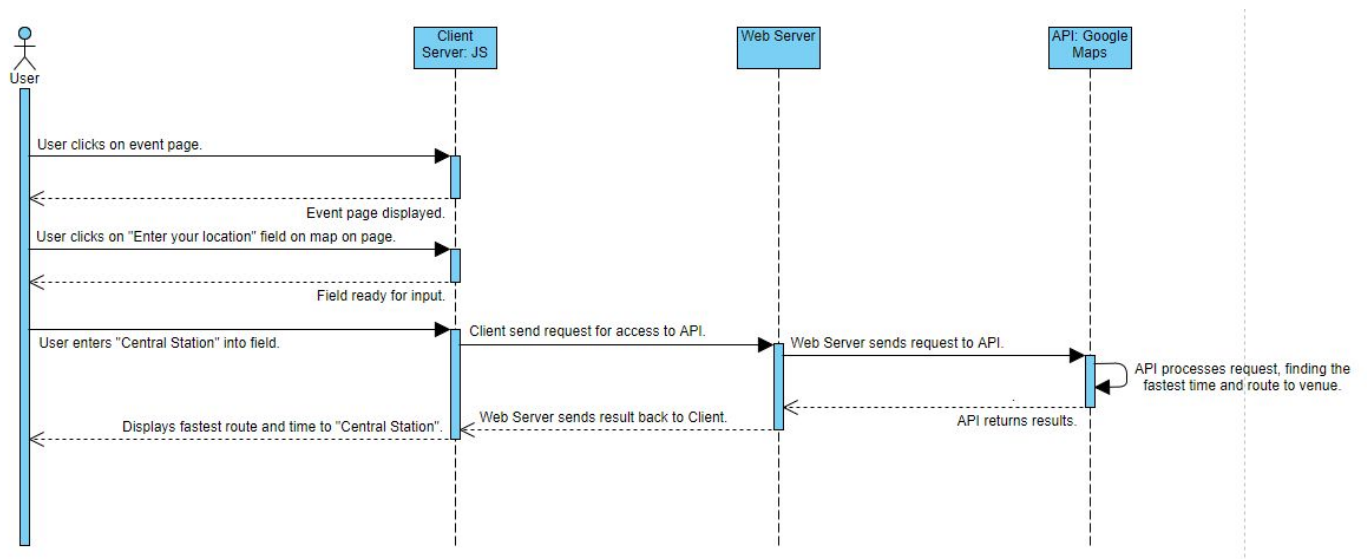 User
Client
Server: JS
Web Server
API: Google
Maps
User clicks on event page.
Event page displayed.
User clicks on "Enter your location" field on map on page.
Field ready for input.
User enters "Central Station" into field.
Client send request for access to API.
Web Server sends request to API.
API processes request, finding the
fastest time and route to venue.
API returns results.
Web Server sends result back to Client.
Displays fastest route and time to "Central Station".